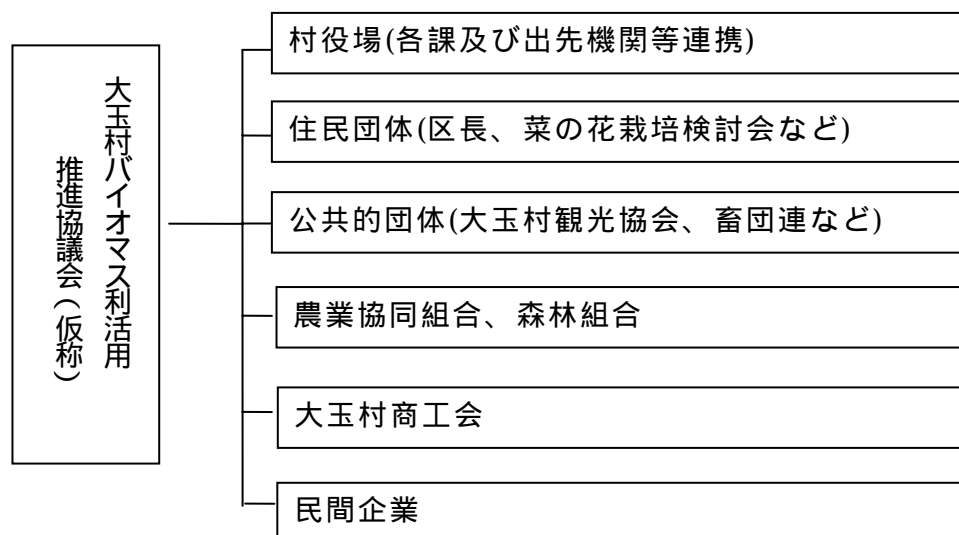 大玉村バイオマス利活用
推進協議会(仮称)
村役場(各課及び出先機関等連携)
住民団体(区長、菜の花栽培検討会など)
公共的団体(大玉村観光協会、畜団連など)
農業協同組合、森林組合
大玉村商工会
民間企業